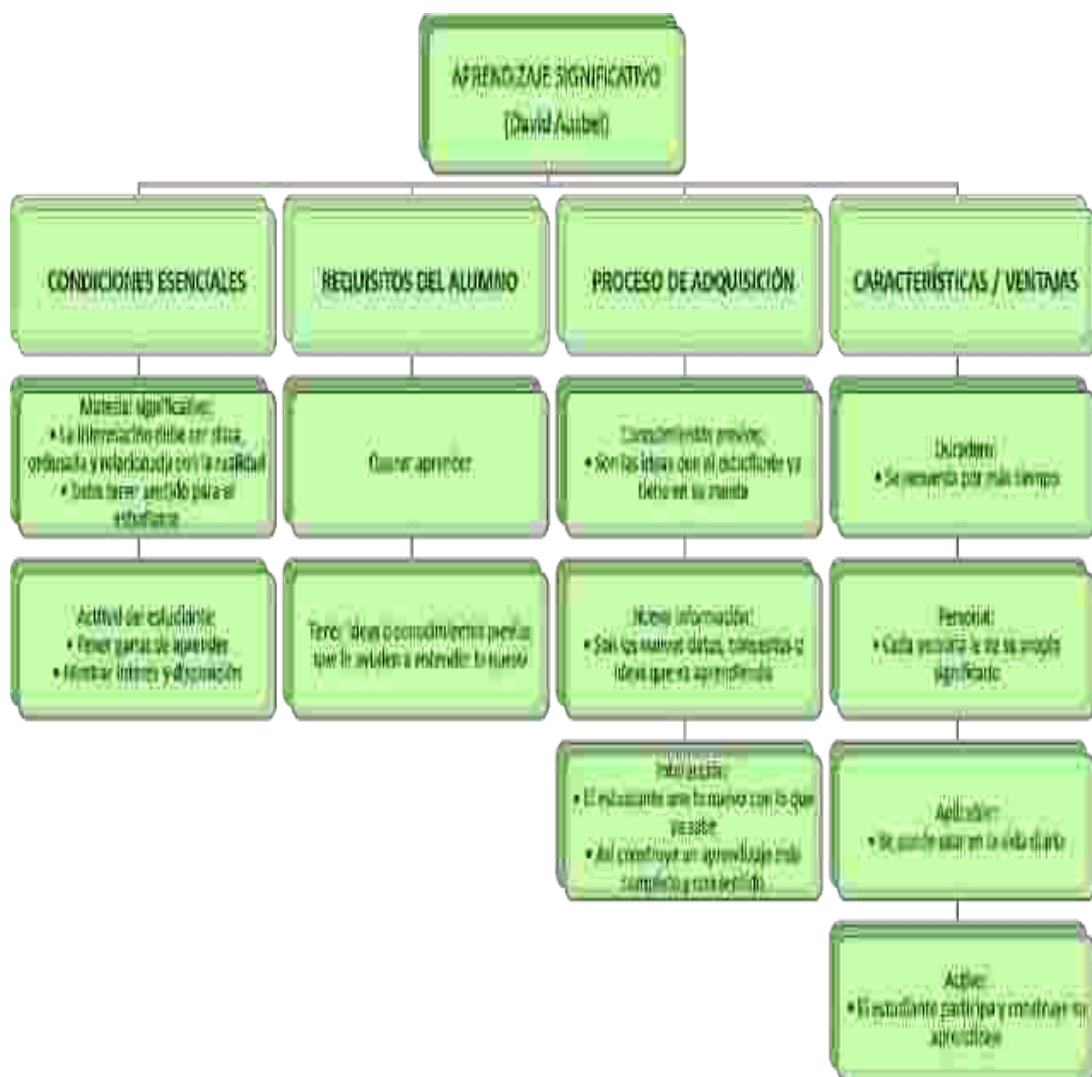 APRENDIZAJE SIGNIFICATIVO
(David Ausbel)
CONDICIONES ESENCIALES
REQUISITOS DEL ALUMNO
PROCESO DE ADQUISICIÓN
CARACTERÍSTICAS / VENTAJAS
Material significativo:
• La información debe ser clara,
ordenada y relacionada con la realidad
• Debe tener sentido para el
estudiante
Actitud del estudiante
• Tener ganas de aprender
• Mostrar interés y disposición
Querer aprender
Tener ideas o conocimientos previos
que le ayuden a entender lo nuevo
Conocimientos previos:
• Son las ideas que el estudiante ya
tiene en su mente
Nueva información:
• Son los nuevos datos, conceptos o
ideas que va aprendiendo
Interacción:
• El estudiante une lo nuevo con lo que
ya sabe
• Así construye un aprendizaje más
completo y con sentido.
Duradero:
• Se recuerda por más tiempo
Personal:
• Cada persona le da su propio
significado
• Se puede usar en la vida diaria
Activo:
• El estudiante participa y construye su
aprendizaje